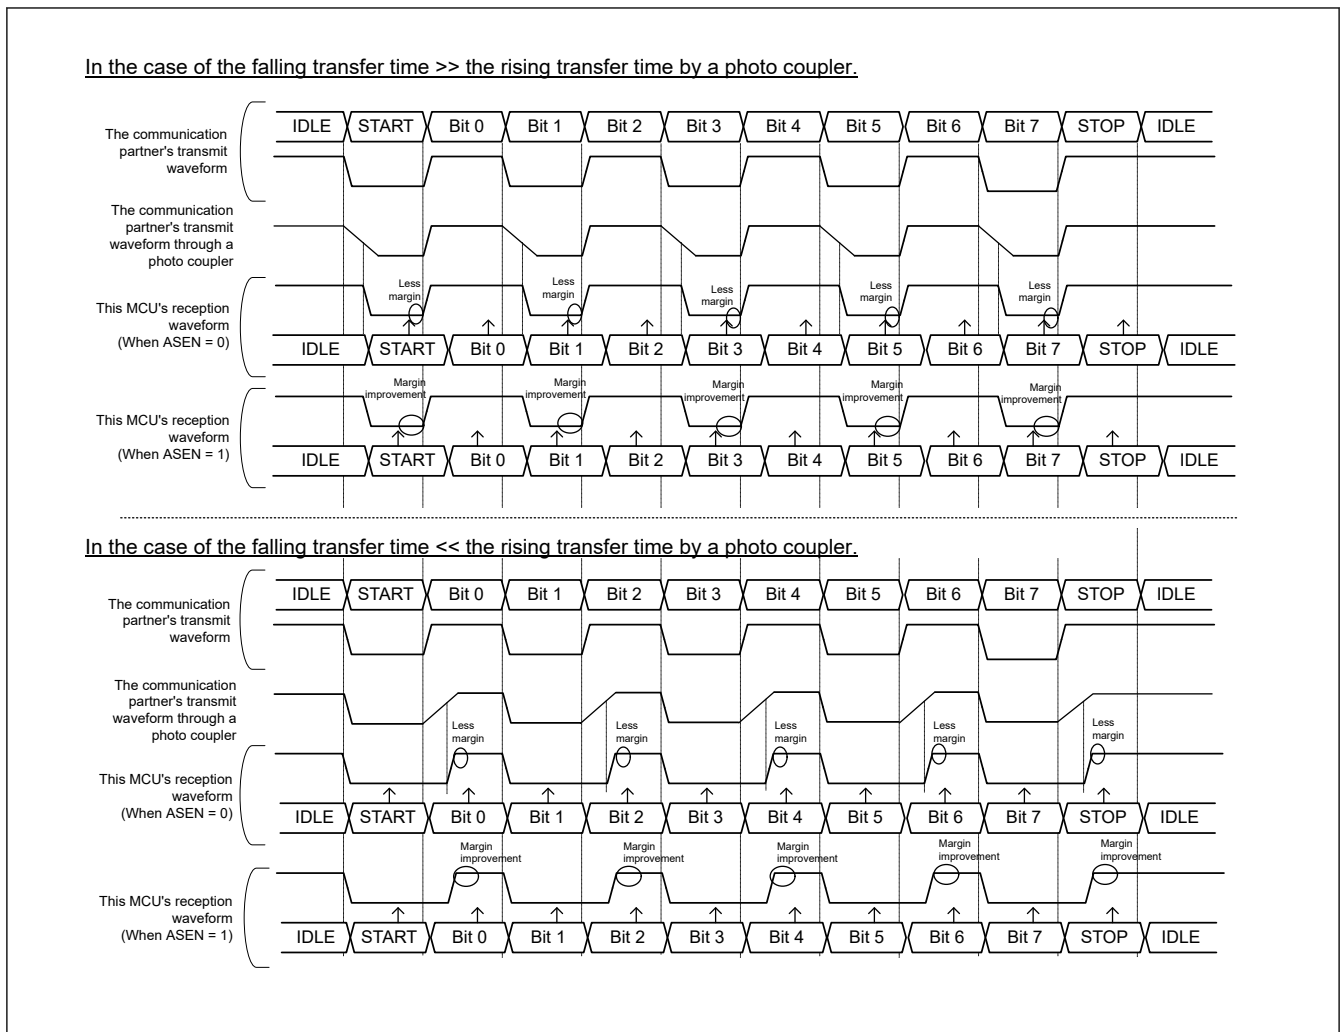 In the case of the falling transfer time >> the rising transfer time by a photo coupler.
The communication
partner's transmit
waveform
IDLE START Bit 0 Bit 1 Bit 2 Bit 3 Bit 4 Bit 5 Bit 6 Bit 7 STOP IDLE
The communication
partner's transmit
waveform through a
photo coupler
This MCU's reception
waveform
(When ASEN = 0)
Less Less Less Less Less
margin margin margin margin margin
IDLE START Bit 0 Bit 1 Bit 2 Bit 3 Bit 4 Bit 5 Bit 6 Bit 7 STOP IDLE
This MCU's reception
waveform
(When ASEN = 1)
Margin Margin Margin Margin Margin
improvement improvement improvement improvement improvement
IDLE START Bit 0 Bit 1 Bit 2 Bit 3 Bit 4 Bit 5 Bit 6 Bit 7 STOP IDLE
In the case of the falling transfer time << the rising transfer time by a photo coupler.
The communication
partner's transmit
waveform
IDLE START Bit 0 Bit 1 Bit 2 Bit 3 Bit 4 Bit 5 Bit 6 Bit 7 STOP IDLE
The communication
partner's transmit
waveform through a
photo coupler
Less Less Less Less Less
margin margin margin margin margin
This MCU's reception
waveform
(When ASEN = 0)
IDLE START Bit 0 Bit 1 Bit 2 Bit 3 Bit 4 Bit 5 Bit 6 Bit 7 STOP IDLE
Margin Margin Margin Margin Margin
improvement improvement improvement improvement improvement
This MCU's reception
waveform
(When ASEN = 1)
IDLE START Bit 0 Bit 1 Bit 2 Bit 3 Bit 4 Bit 5 Bit 6 Bit 7 STOP IDLE